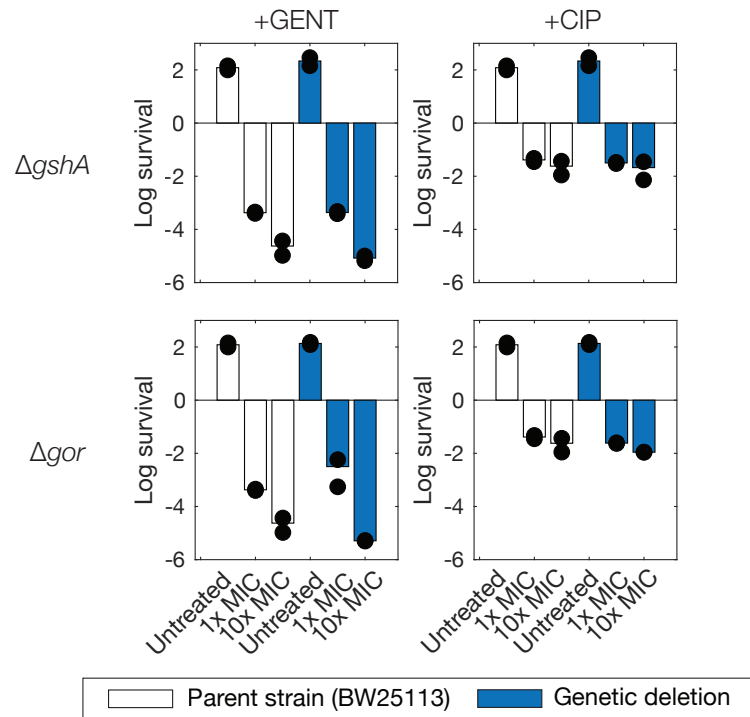 +GENT
+CIP
ΔgshA
Log survival
2
0
-2
-4
-6
Log survival
2
0
-2
-4
-6
Δgor
Log survival
2
0
-2
-4
-6
Log survival
2
0
-2
-4
-6
Untreated
1x MIC
10x MIC
Untreated
1x MIC
10x MIC
Untreated
1x MIC
10x MIC
Untreated
1x MIC
10x MIC
Parent strain (BW25113)
Genetic deletion